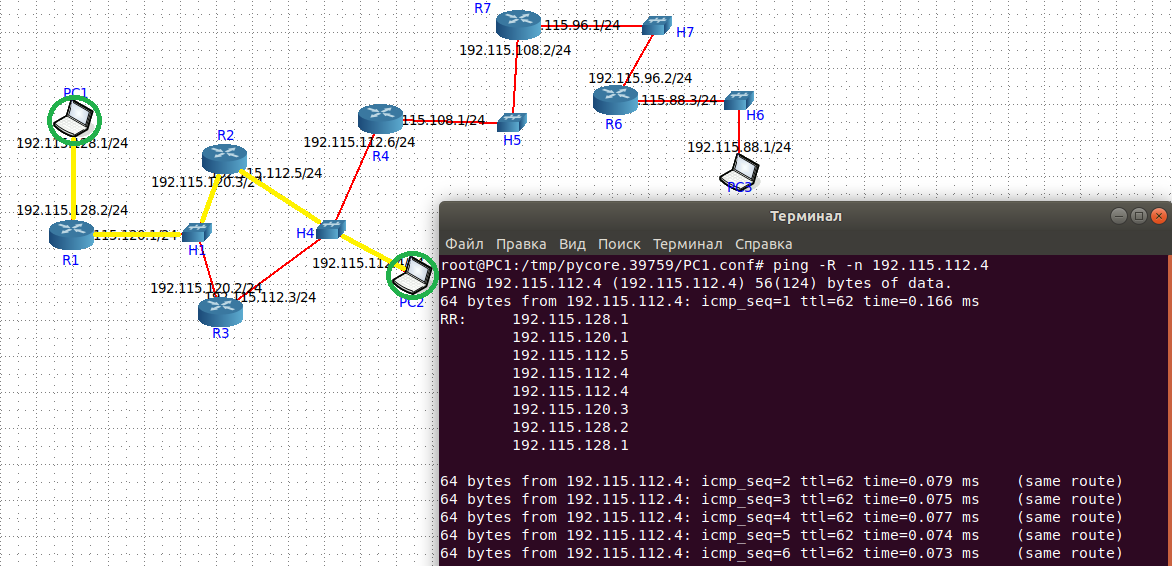 R7
115.96.1/24
H7
192.115.108.2/24
192.115.96.2/24
PC1
115.88.3/24
R6
H6
115.108.1/24
R2
192.115.112.6/24
H5
192.115.128.1/24
R4
192.115.88.1/24
.115.112.5/24
192.115.120.3/24
PC3
192.115.128.2/24
115.120.1/24
H4
R1
H1
192.115.11
192.115.120.2/24
.115.112.3/24
PC2
R3
Терминал
Файл Правка Вид Поиск Терминал Справка
root@PC1:/tmp/pycore.39759/PC1.conf# ping -R -n 192.115.112.4
PING 192.115.112.4 (192.115.112.4) 56(124) bytes of data.
64 bytes from 192.115.112.4: icmp_seq=1 ttl=62 time=0.166 ms
RR: 192.115.128.1
192.115.120.1
192.115.112.5
192.115.112.4
192.115.112.4
192.115.120.3
192.115.128.2
192.115.128.1
64 bytes from 192.115.112.4: icmp_seq=2 ttl=62 time=0.079 ms (same route)
64 bytes from 192.115.112.4: icmp_seq=3 ttl=62 time=0.075 ms (same route)
64 bytes from 192.115.112.4: icmp_seq=4 ttl=62 time=0.077 ms (same route)
64 bytes from 192.115.112.4: icmp_seq=5 ttl=62 time=0.074 ms (same route)
64 bytes from 192.115.112.4: icmp_seq=6 ttl=62 time=0.073 ms (same route)